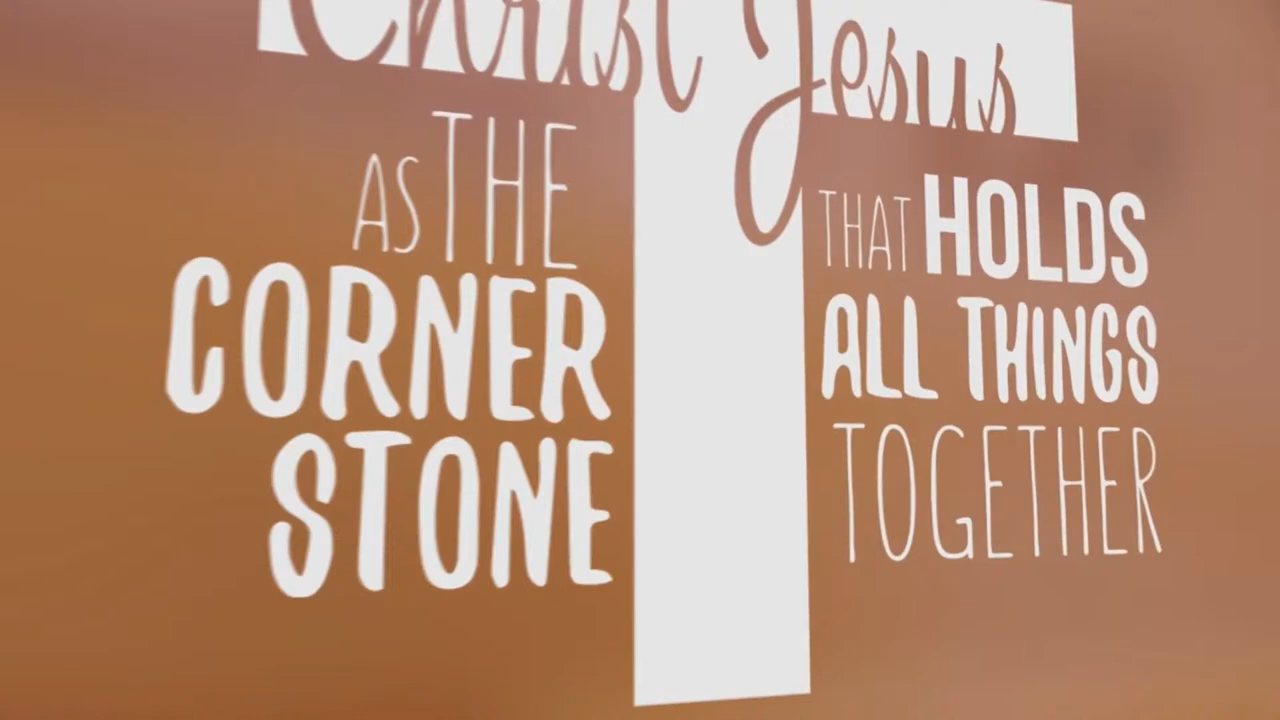 Christ Jesus
AS THE
CORNER
STONE
THAT HOLDS
ALL THINGS
TOGETHER